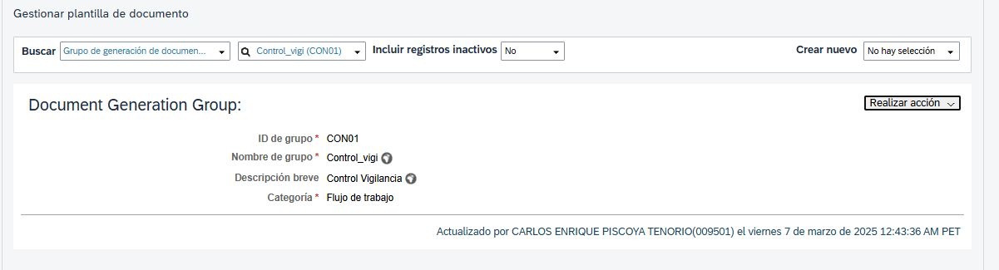 Gestionar plantilla de documento
Buscar Grupo de generación de documen... Control_vigi (CON01) Incluir registros inactivos No Crear nuevo No hay selección
Document Generation Group: Realizar acción
ID de grupo * CON01
Nombre de grupo * Control_vigi
Descripción breve Control Vigilancia
Categoría * Flujo de trabajo
Actualizado por CARLOS ENRIQUE PISCOYA TENORIO(009501) el viernes 7 de marzo de 2025 12:43:36 AM PET